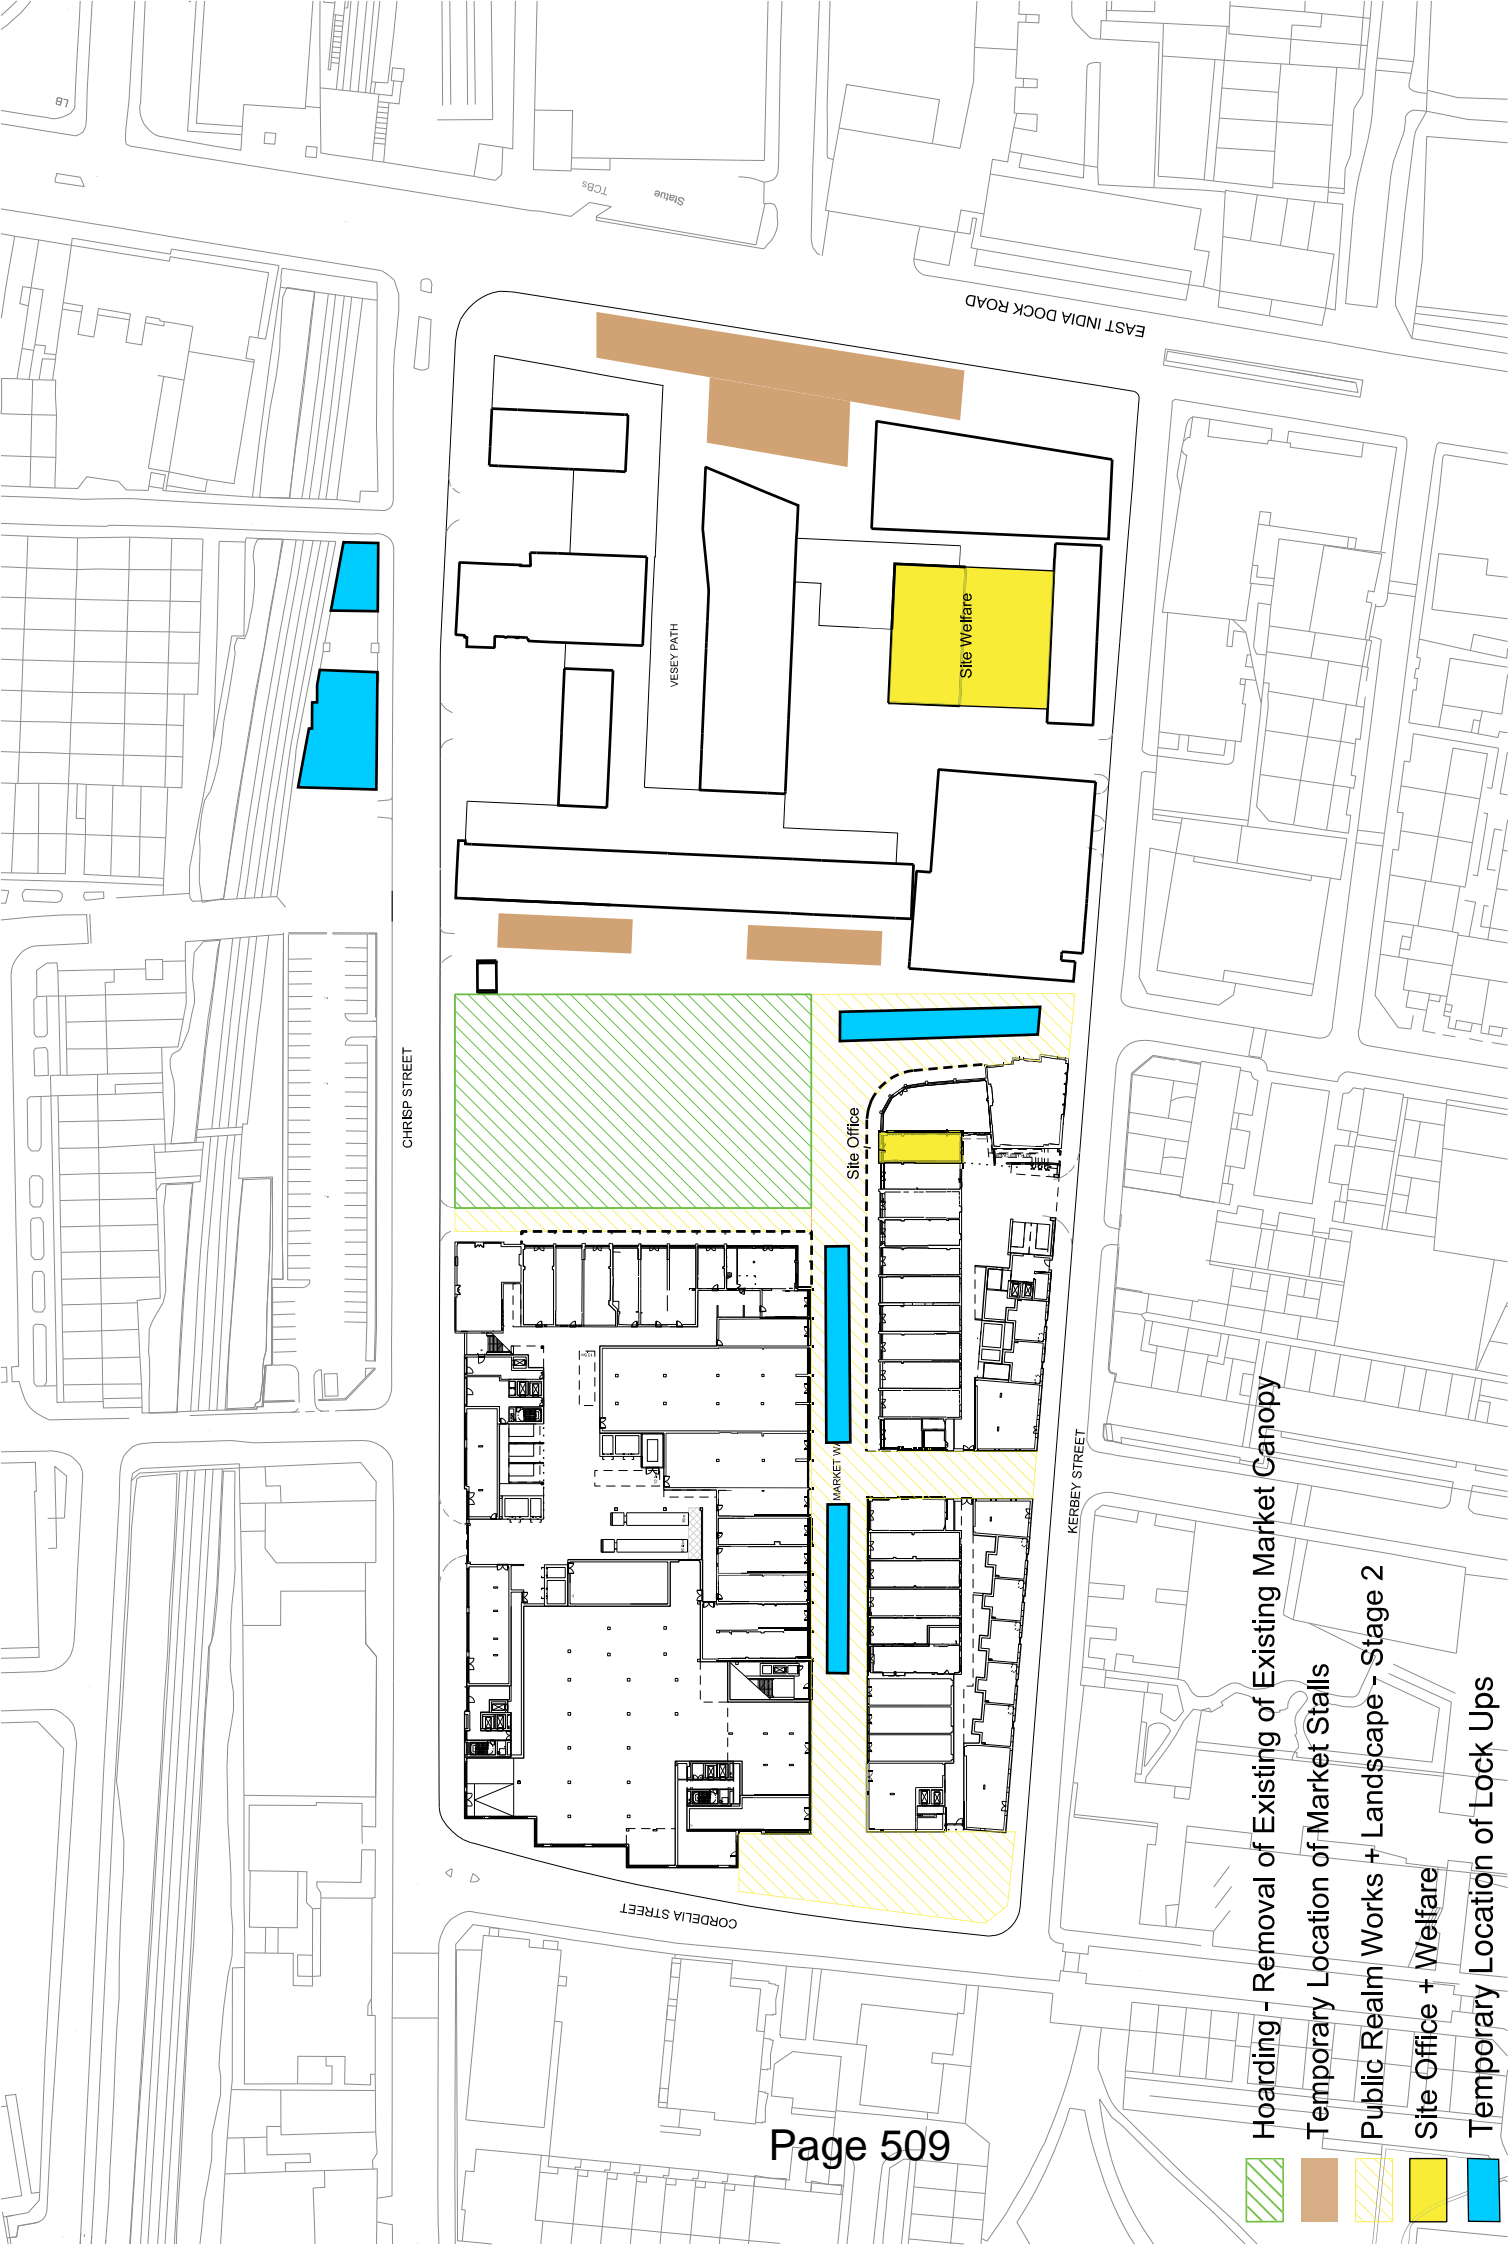 LB
TCBs
Statue
EAST INDIA DOCK ROAD
VESEY PATH
Site Welfare
CHRISP STREET
Site Office
MARKET W
KERBEY STREET
CORDELIA STREET
Page 509
Hoarding - Removal of Existing of Existing Market Canopy
Temporary Location of Market Stalls
Public Realm Works + Landscape - Stage 2
Site Office + Welfare
Temporary Location of Lock Ups